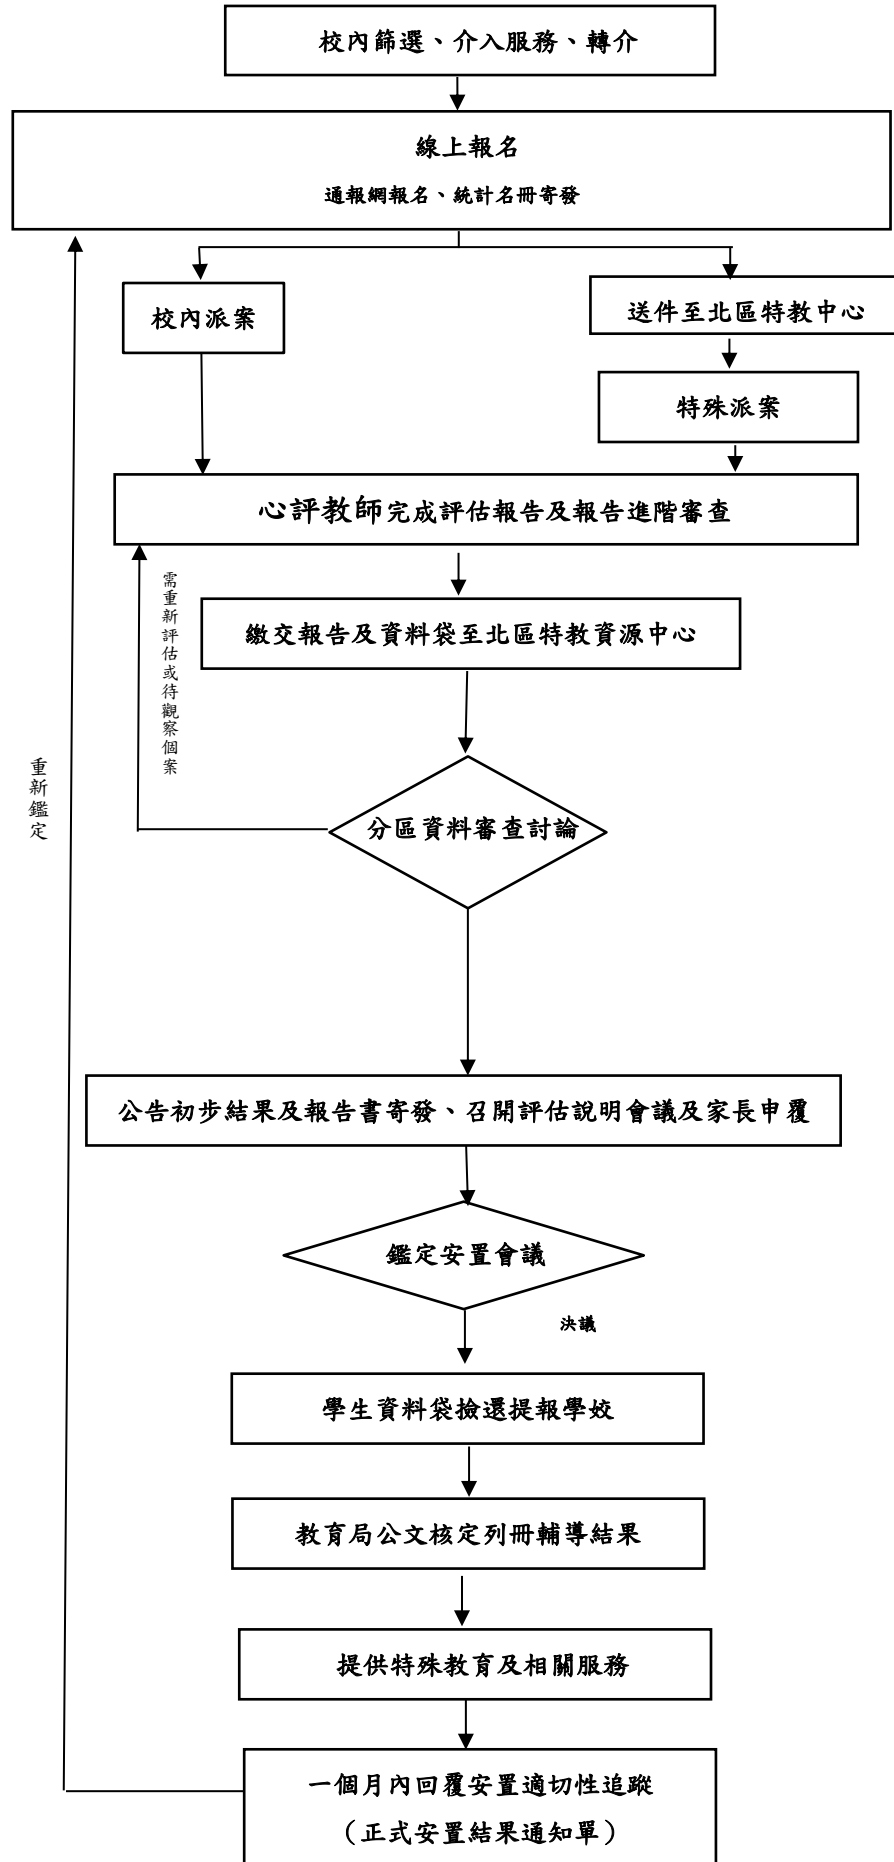 校內篩選、介入服務、轉介
線上報名
通報網報名、統計名冊寄發
校內派案
送件至北區特教中心
特殊派案
心評教師完成評估報告及報告進階審查
需重新評估或待觀察個案
繳交報告及資料袋至北區特教資源中心
重新鑑定
分區資料審查討論
公告初步結果及報告書寄發、召開評估說明會議及家長申覆
鑑定安置會議
決議
學生資料袋檢還提報學校
教育局公文核定列冊輔導結果
提供特殊教育及相關服務
一個月內回覆安置適切性追蹤
（正式安置結果通知單）